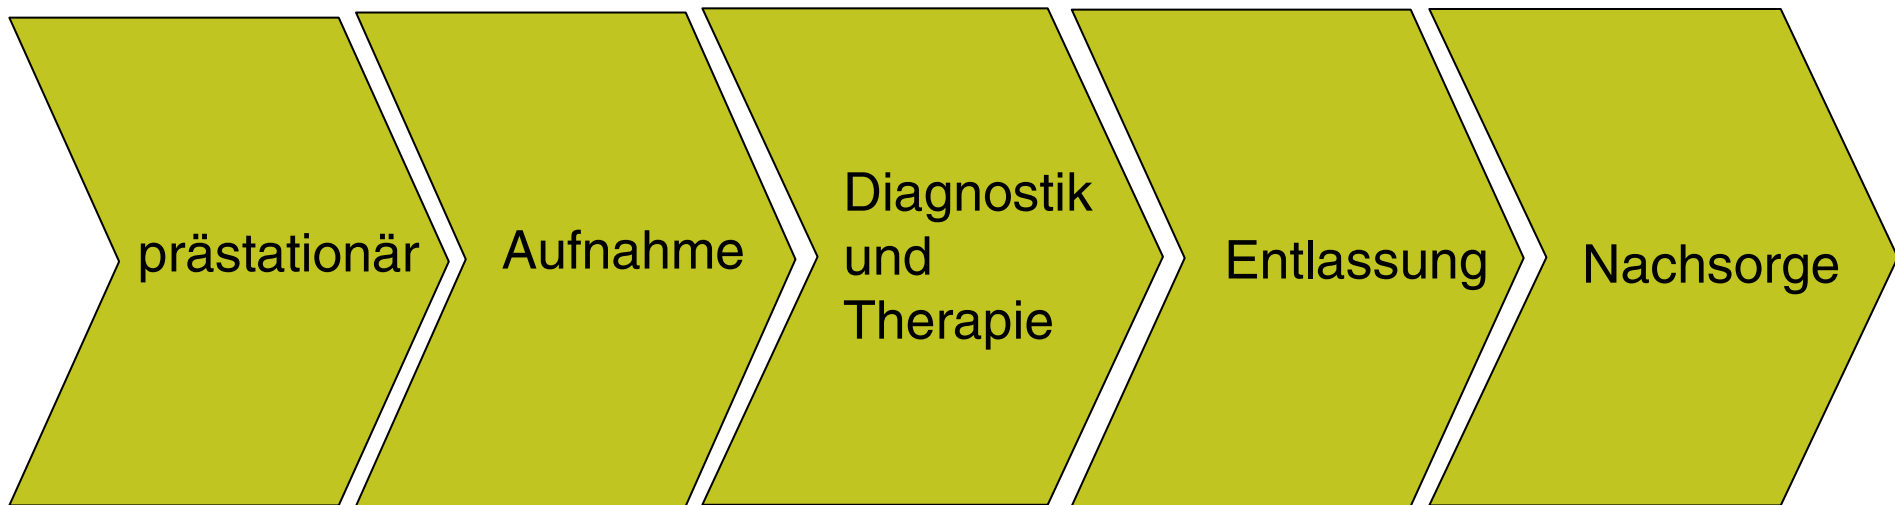 prästationär
Aufnahme
Diagnostik
und
Therapie
Entlassung
Nachsorge